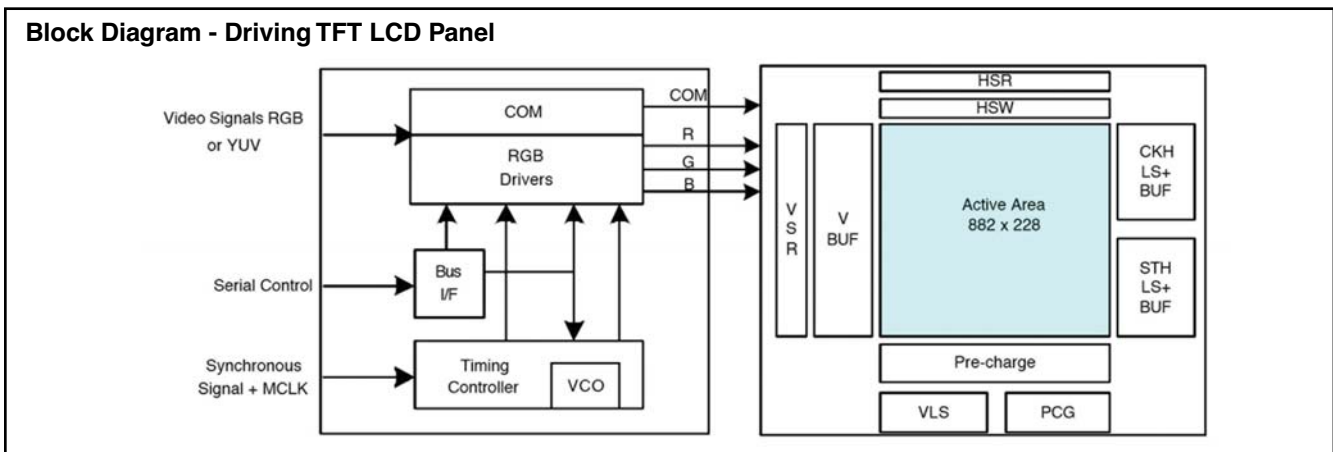 Block Diagram - Driving TFT LCD Panel
Video Signals RGB
or YUV
Serial Control
Synchronous
Signal + MCLK
COM
RGB
Drivers
Bus
I/F
Timing
Controller
VCO
COM
R
G
B
HSR
HSW
V
S
R
V
BUF
Active Area
882 x 228
CKH
LS+
BUF
STH
LS+
BUF
Pre-charge
VLS
PCG